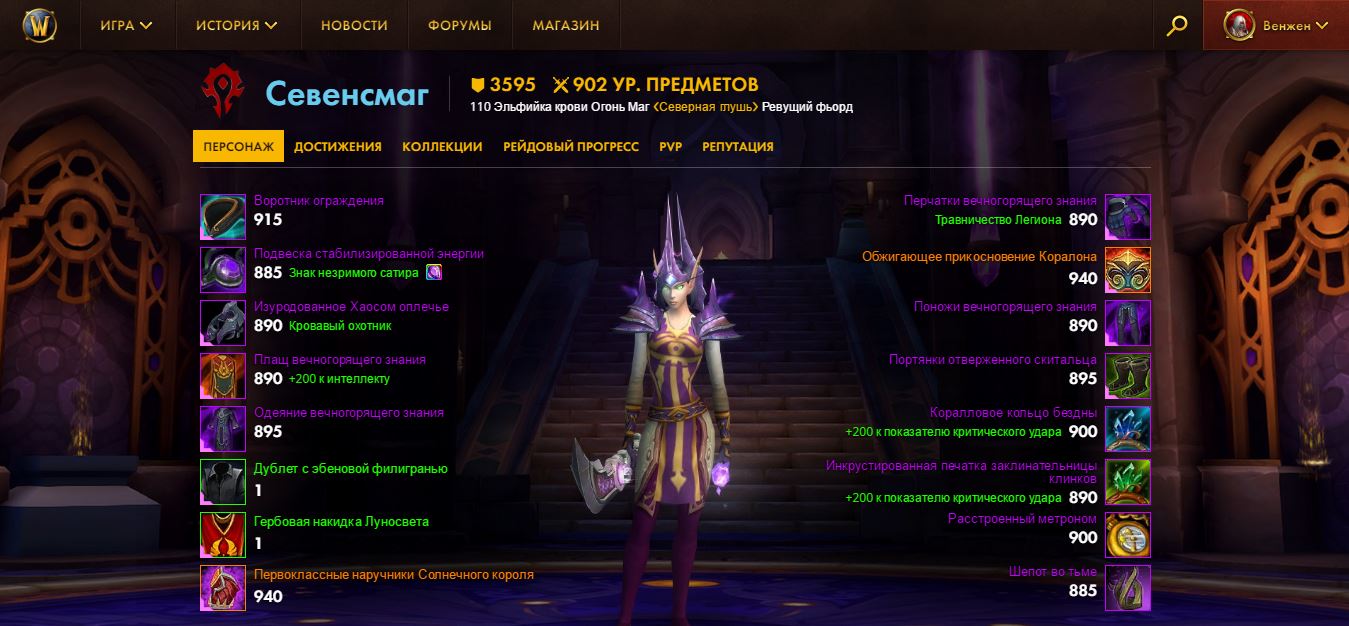 ИГРА
ИСТОРИЯ
НОВОСТИ
ФОРУМЫ
МАГАЗИН
Венжен
Севенсмаг
3595 902 УР. ПРЕДМЕТОВ
110 Эльфийка крови Огонь Маг <Северная глушь> Ревущий фьорд
ПЕРСОНАЖ
ДОСТИЖЕНИЯ
КОЛЛЕКЦИИ
РЕЙДОВЫЙ ПРОГРЕСС
PVP
РЕПУТАЦИЯ
Воротник ограждения
915
Подвеска стабилизированной энергии
885 Знак незримого сатира
Изуродованное Хаосом оплечье
890 Кровавый охотник
Плащ вечногорящего знания
890 +200 к интеллекту
Одеяние вечногорящего знания
895
Дублет с эбеновой филигранью
1
Гербовая накидка Луносвета
1
Первоклассные наручники Солнечного короля
940
Перчатки вечногорящего знания
Травничество Легиона 890
Обжигающее прикосновение Коралона
940
Поножи вечногорящего знания
890
Портянки отверженного скитальца
895
Коралловое кольцо бездны
+200 к показателю критического удара 900
Инкрустированная печатка заклинательницы
клинков
+200 к показателю критического удара 890
Расстроенный метроном
900
Шепот во тьме
885